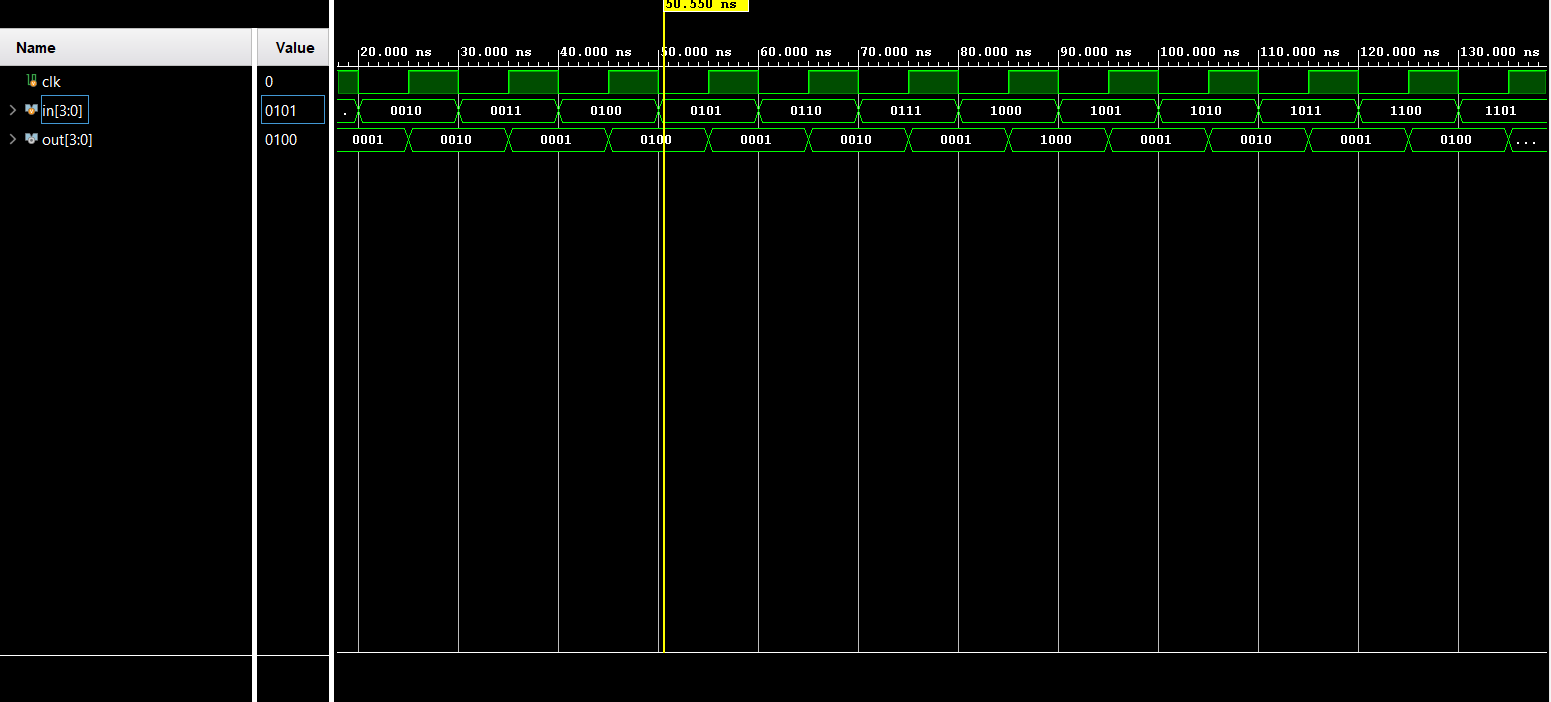 50.550 ns
Name Value
20.000 ns 30.000 ns 40.000 ns 50.000 ns 60.000 ns 70.000 ns 80.000 ns 90.000 ns 100.000 ns 110.000 ns 120.000 ns 130.000 ns
clk 0
in[3:0] 0101 . 0010 0011 0100 0101 0110 0111 1000 1001 1010 1011 1100 1101
out[3:0] 0100 0001 0010 0001 0100 0001 0010 0001 1000 0001 0010 0001 0100 ...